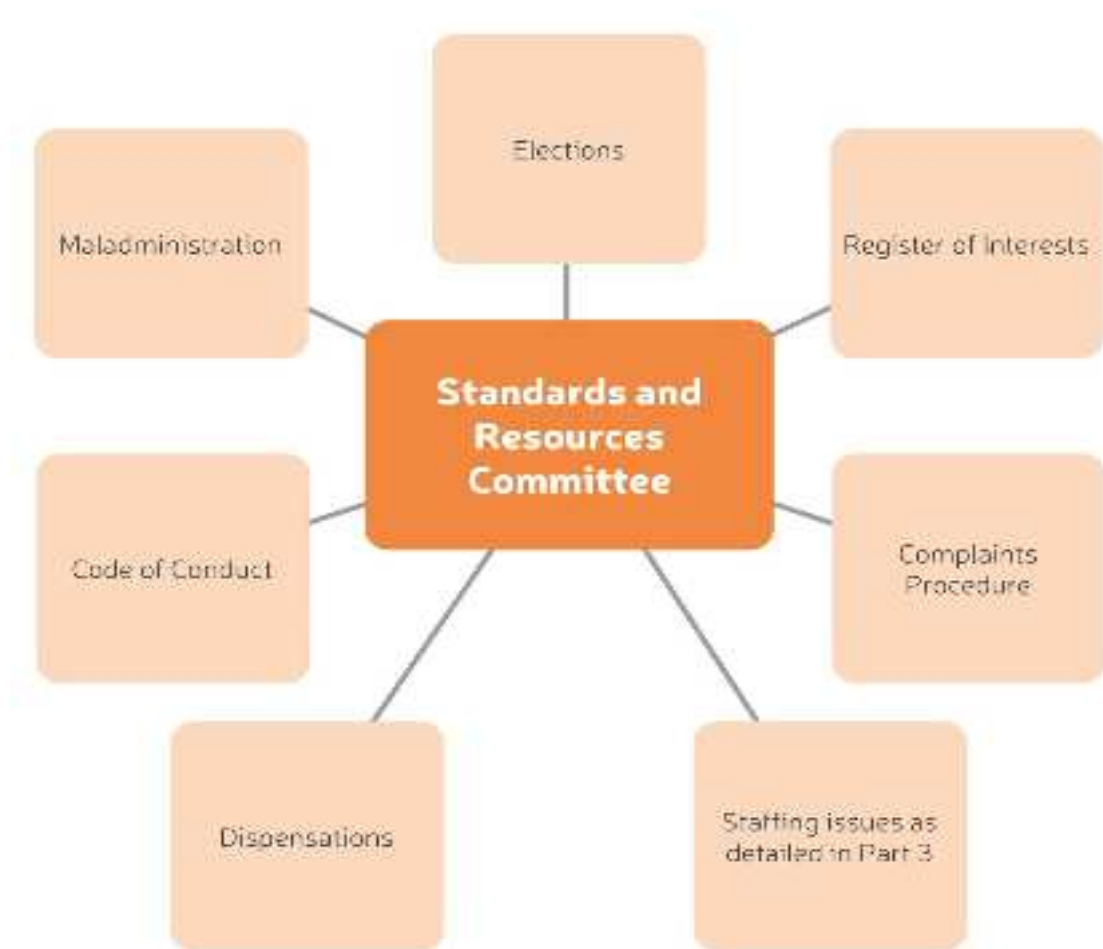 Elections
Maladministration
Register of Interests
Standards and
Resources
Committee
Code of Conduct
Complaints
Procedure
Dispensations
Staffing issues as
detailed in Part 3